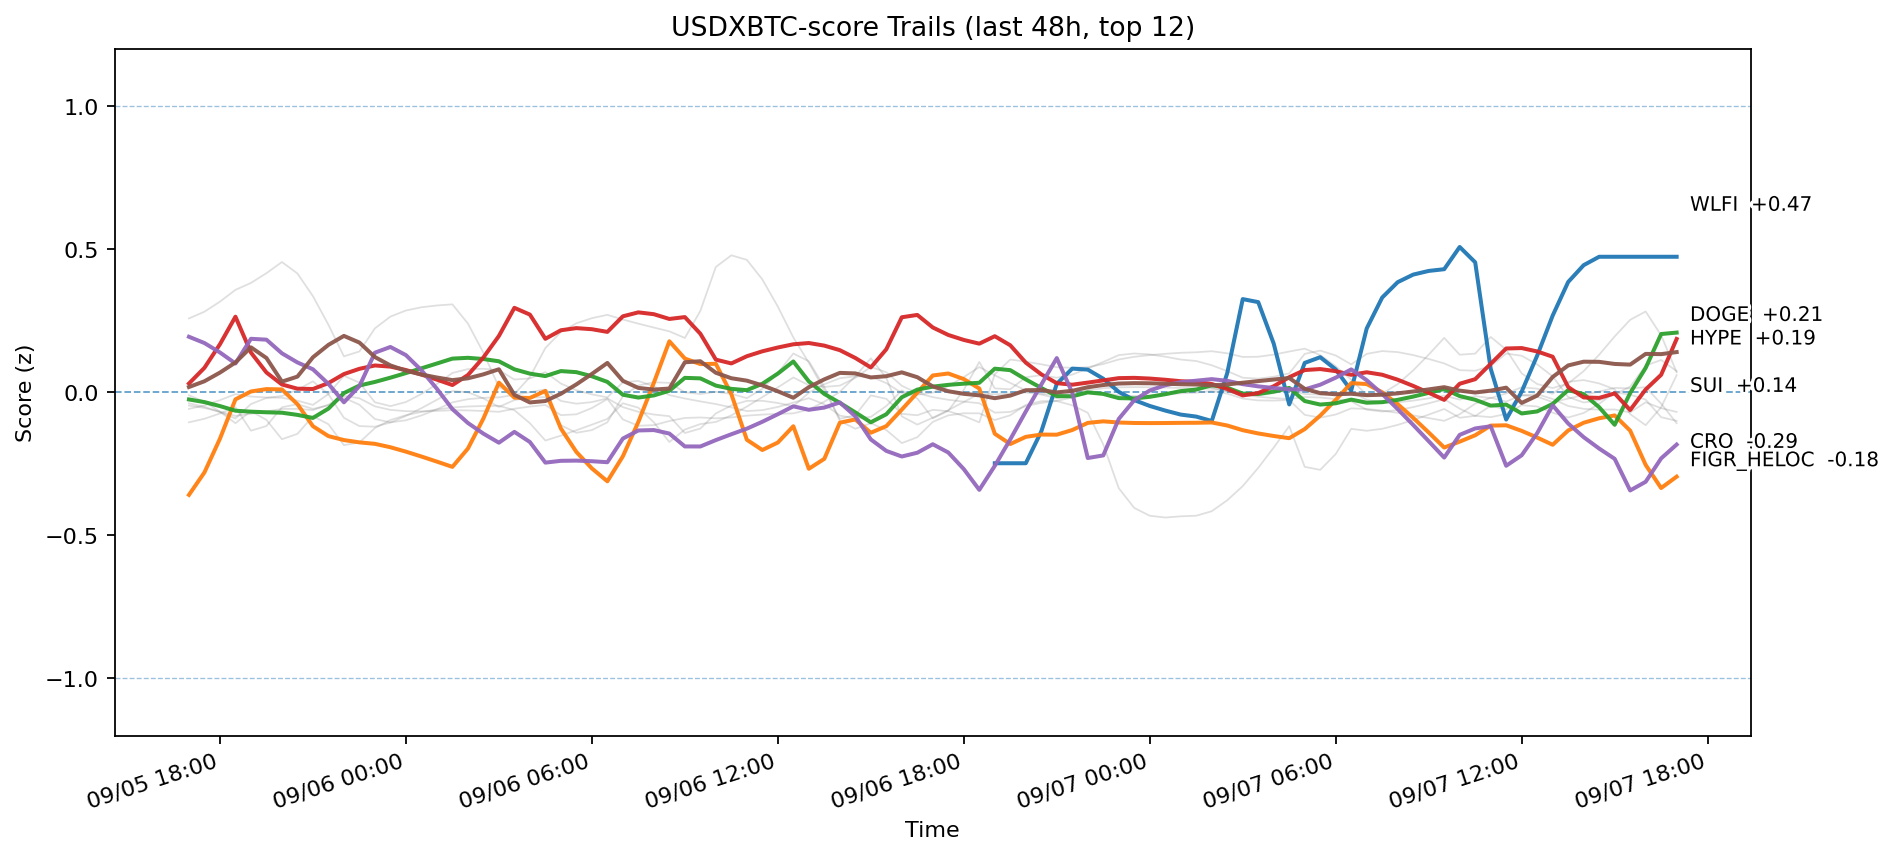 USDXBTC-score Trails (last 48h, top 12)
Score (z)
1.0
0.5
0.0
−0.5
−1.0
WLFI +0.47
DOGE +0.21
HYPE +0.19
SUI +0.14
CRO -0.29
FIGR_HELOC -0.18
09/05 18:00
09/06 00:00
09/06 06:00
09/06 12:00
09/06 18:00
09/07 00:00
09/07 06:00
09/07 12:00
09/07 18:00
Time